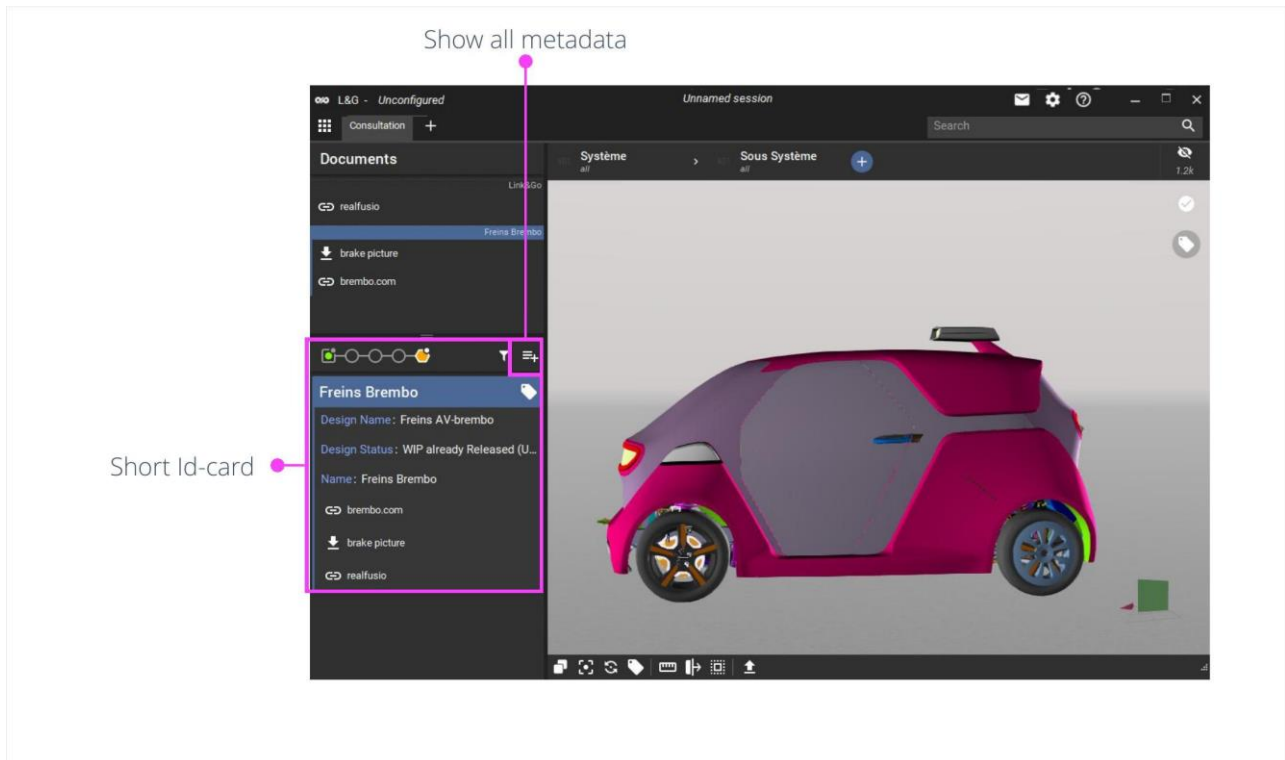 Show all metadata
L&G - Unconfigured
Unnamed session
Consultation
Search
Documents
Système
all
Sous Système
all
1.2k
Link&Go
realfusio
Freins Brembo
brake picture
brembo.com
Short Id-card
Freins Brembo
Design Name: Freins AV-brembo
Design Status: WIP already Released (U...
Name: Freins Brembo
brembo.com
brake picture
realfusio